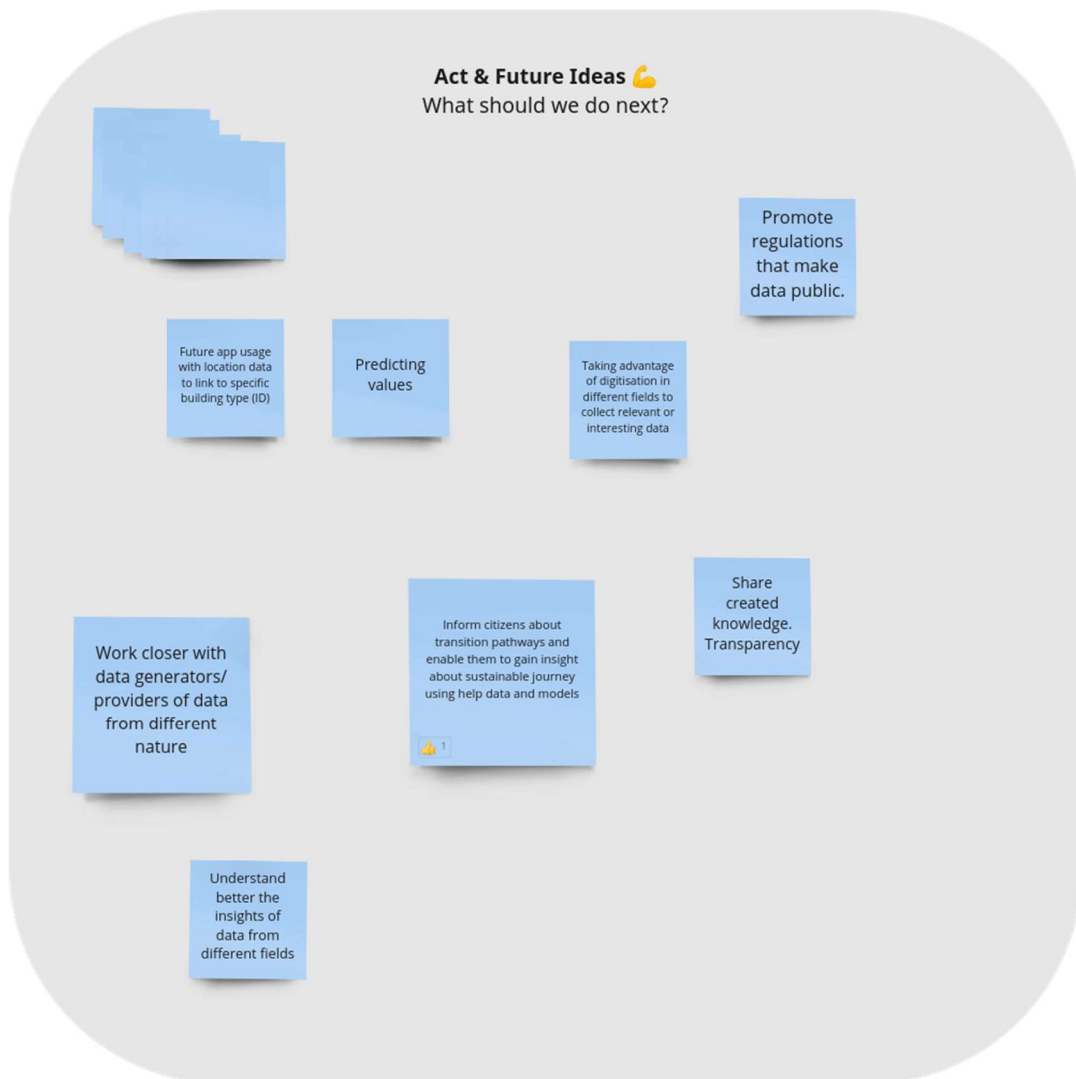 Act & Future Ideas 💪
What should we do next?
Promote
regulations
that make
data public.
Future app usage
with location data
to link to specific
building type (ID)
Predicting
values
Taking advantage
of digitisation in
different fields to
collect relevant or
interesting data
Share
created
knowledge.
Transparency
Inform citizens about
transition pathways and
enable them to gain insight
about sustainable journey
using help data and models
👍 1
Work closer with
data generators/
providers of data
from different
nature
Understand
better the
insights of
data from
different fields